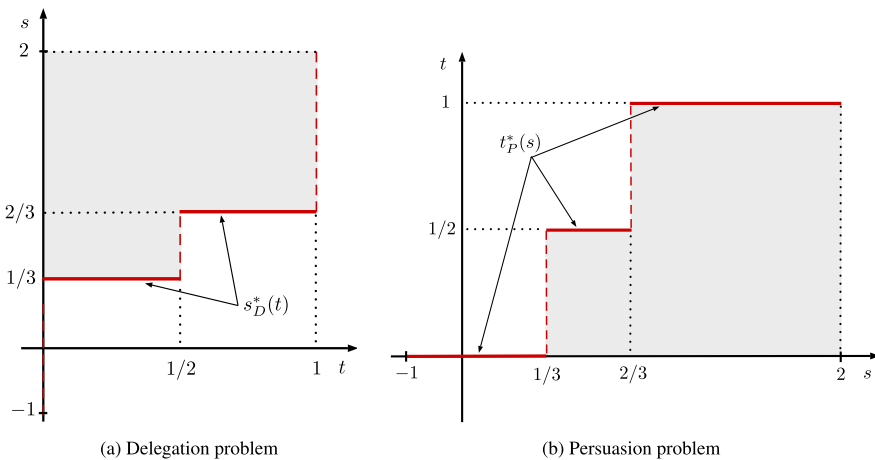 s
2
2/3
1/3
s*_D(t)
1/2
1
t
−1
(a) Delegation problem
t
1
t*_P(s)
1/2
−1
1/3
2/3
2
s
(b) Persuasion problem